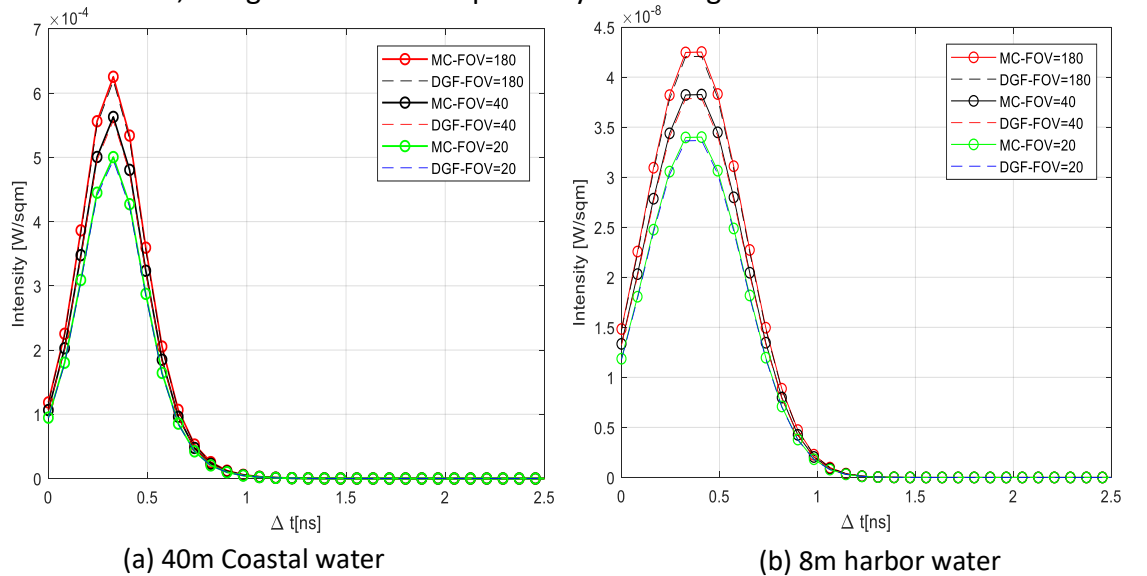 ×10⁻⁴
7
6
5
4
3
2
1
0
Intensity [W/sqm]
0 0.5 1 1.5 2 2.5
Δ t[ns]
MC-FOV=180
DGF-FOV=180
MC-FOV=40
DGF-FOV=40
MC-FOV=20
DGF-FOV=20
(a) 40m Coastal water
×10⁻⁸
4.5
4
3.5
3
2.5
2
1.5
1
0.5
0
Intensity [W/sqm]
0 0.5 1 1.5 2 2.5
Δ t[ns]
MC-FOV=180
DGF-FOV=180
MC-FOV=40
DGF-FOV=40
MC-FOV=20
DGF-FOV=20
(b) 8m harbor water